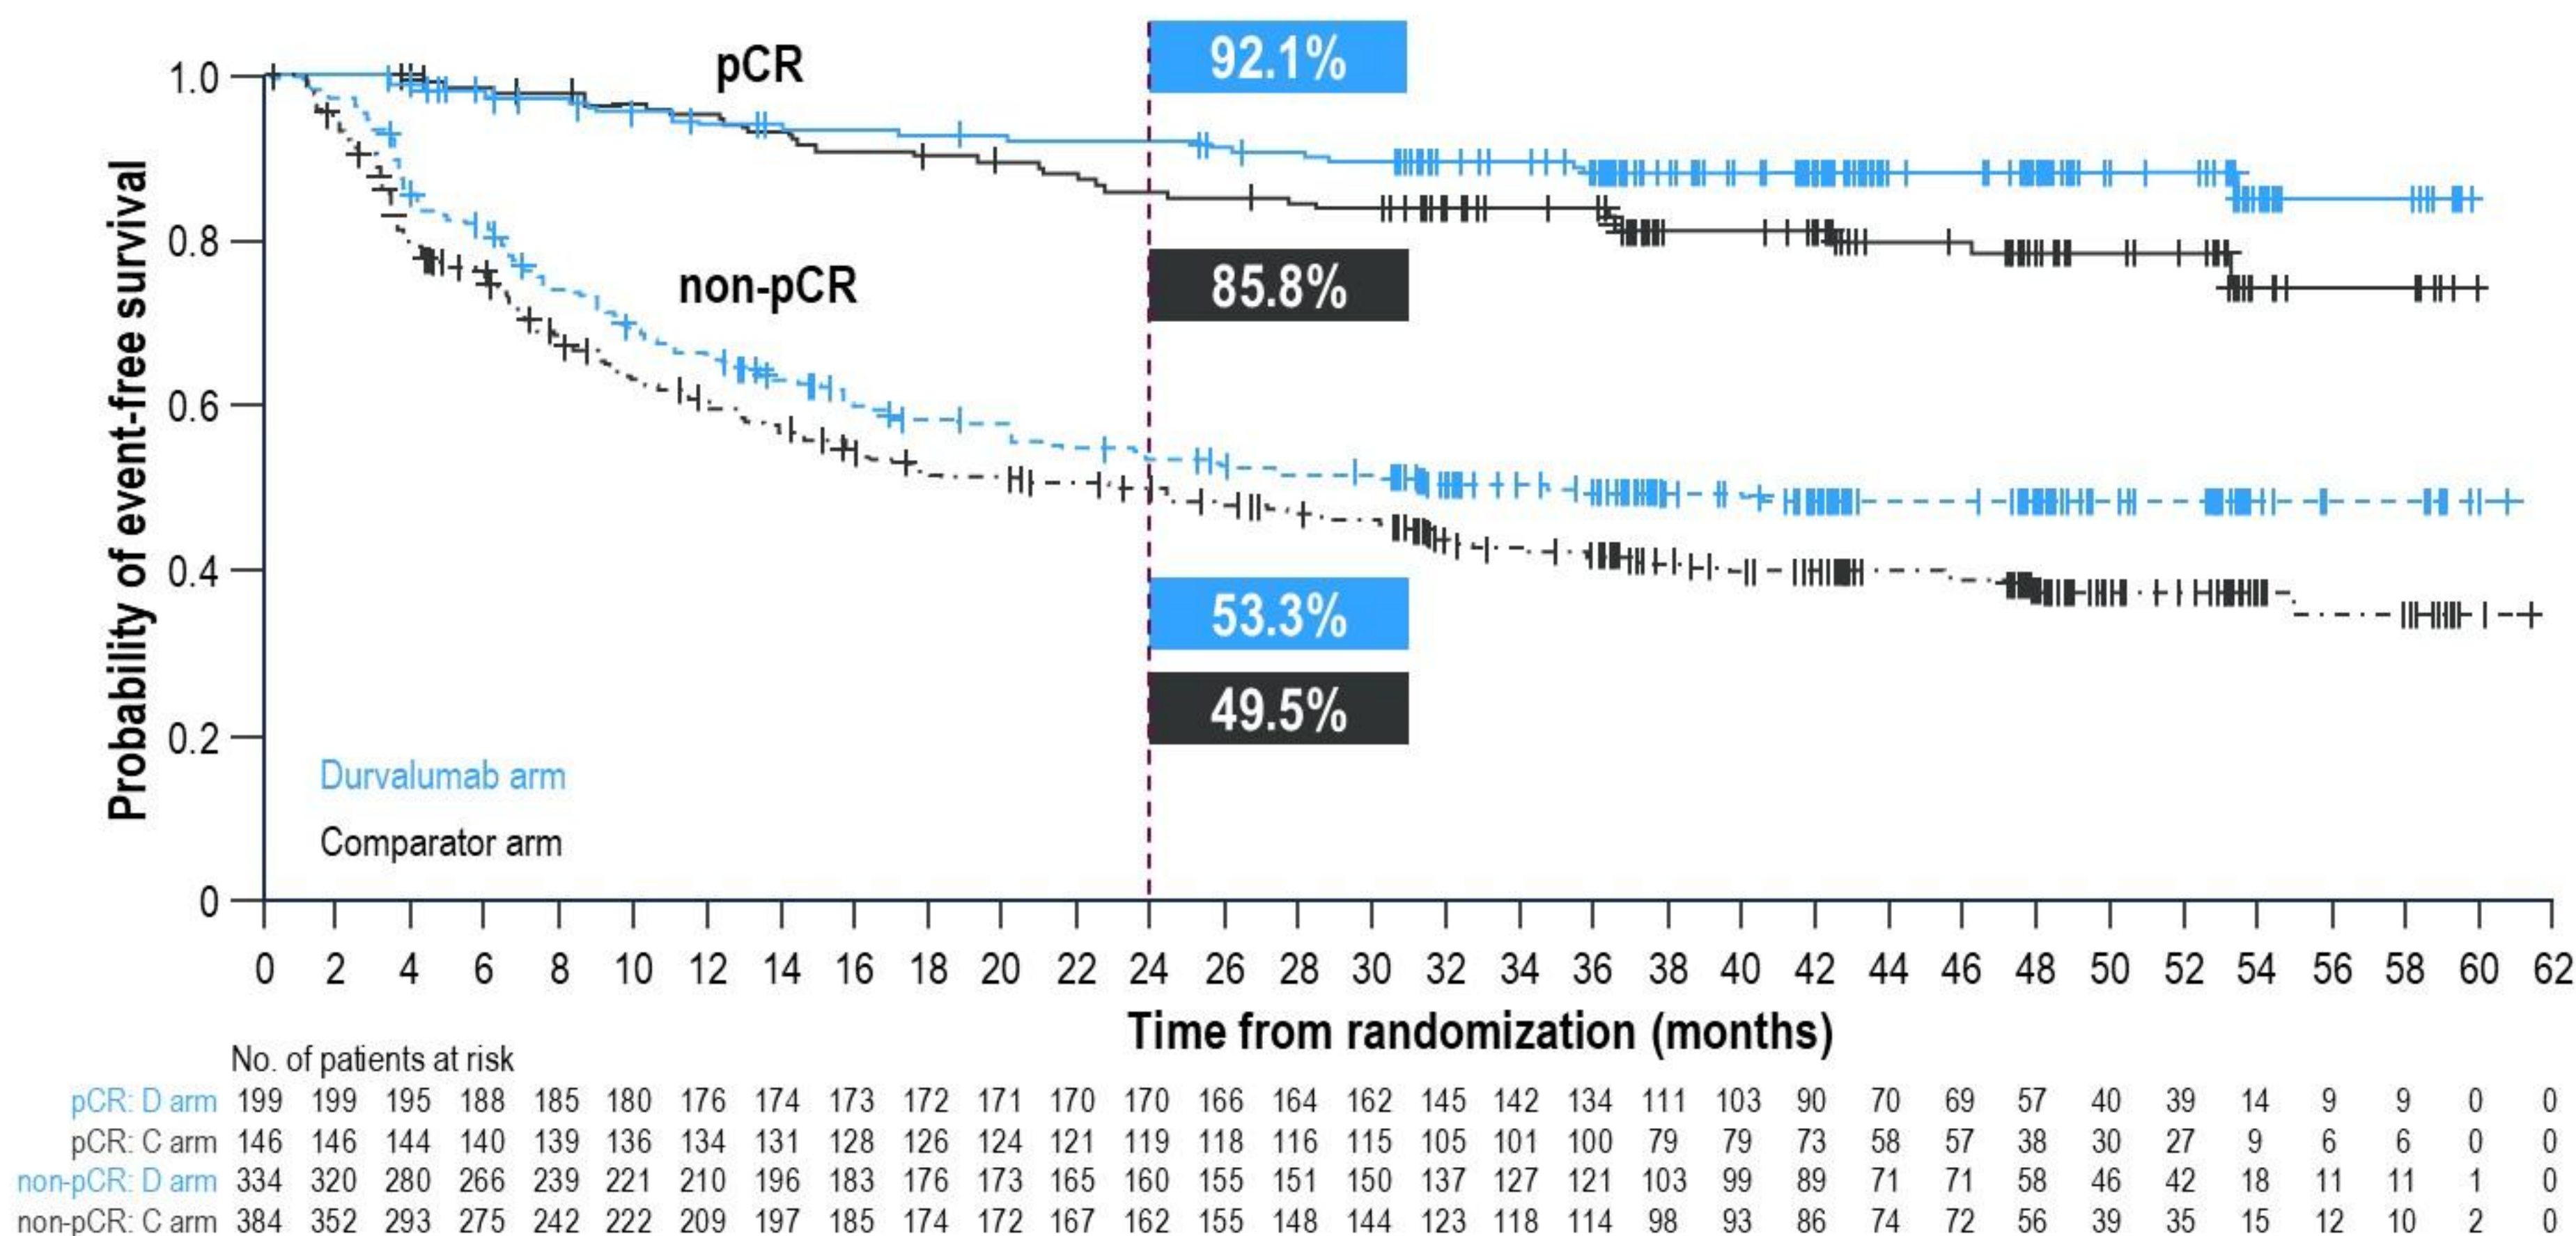 92.1%
pCR
1.0
0.8
non-pCR
85.8%
0.6
0.4
53.3%
49.5%
0.2
0
Probability of event-free survival
Durvalumab arm
Comparator arm
0 2 4 6 8 10 12 14 16 18 20 22 24 26 28 30 32 34 36 38 40 42 44 46 48 50 52 54 56 58 60 62
Time from randomization (months)
No. of patients at risk
pCR: D arm 199 199 195 188 185 180 176 174 173 172 171 170 170 166 164 162 145 142 134 111 103 90 70 69 57 40 39 14 9 9 0 0
pCR: C arm 146 146 144 140 139 136 134 131 128 126 124 121 119 118 116 115 105 101 100 79 79 73 58 57 38 30 27 9 6 6 0 0
non-pCR: D arm 334 320 280 266 239 221 210 196 183 176 173 165 160 155 151 150 137 127 121 103 99 89 71 71 58 46 42 18 11 11 1 0
non-pCR: C arm 384 352 293 275 242 222 209 197 185 174 172 167 162 155 148 144 123 118 114 98 93 86 74 72 56 39 35 15 12 10 2 0